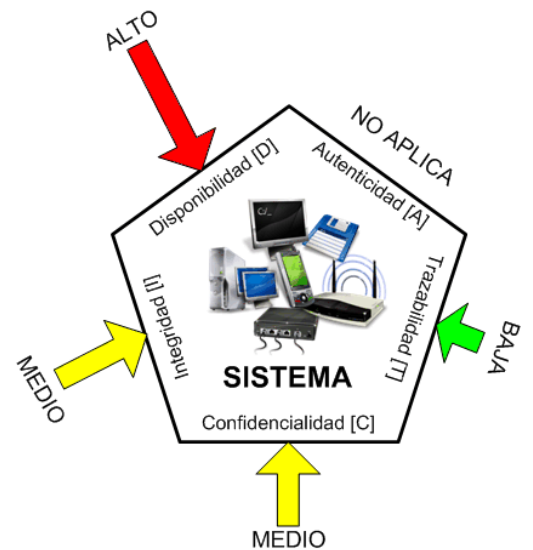 ALTO
NO APLICA
Disponibilidad [D]
Autenticidad [A]
C:/_
Integridad [I]
Trazabilidad [T]
MEDIO
BAJA
SISTEMA
Confidencialidad [C]
MEDIO